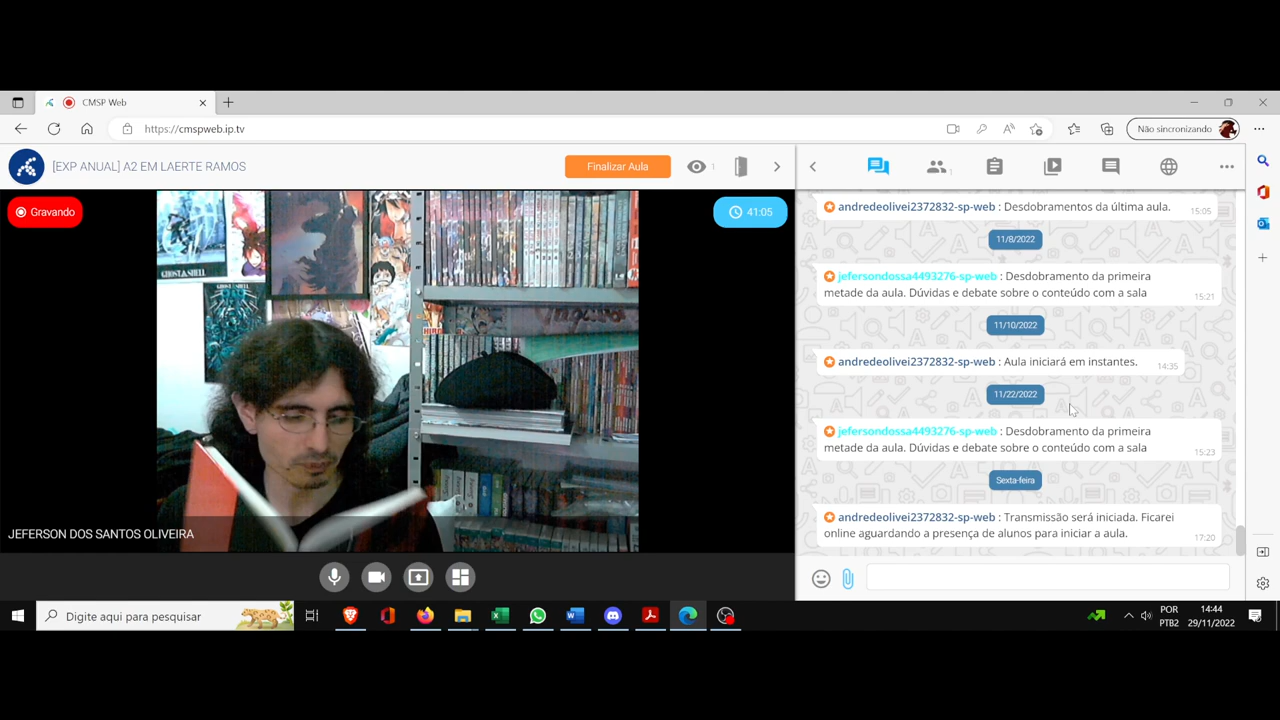 CMSP Web
https://cmspweb.ip.tv
Não sincronizando
[EXP ANUAL] A2 EM LAERTE RAMOS
Finalizar Aula
1
Gravando
41:05
GHOST IN THE SHELL
JEFERSON DOS SANTOS OLIVEIRA
1
andredeolivei2372832-sp-web : Desdobramentos da última aula.
15:05
11/8/2022
jefersondossa4493276-sp-web : Desdobramento da primeira
metade da aula. Dúvidas e debate sobre o conteúdo com a sala
15:21
11/10/2022
andredeolivei2372832-sp-web : Aula iniciará em instantes.
14:35
11/22/2022
jefersondossa4493276-sp-web : Desdobramento da primeira
metade da aula. Dúvidas e debate sobre o conteúdo com a sala
15:23
Sexta-feira
andredeolivei2372832-sp-web : Transmissão será iniciada. Ficarei
online aguardando a presença de alunos para iniciar a aula.
17:20
Digite aqui para pesquisar
POR
PTB2
14:44
29/11/2022